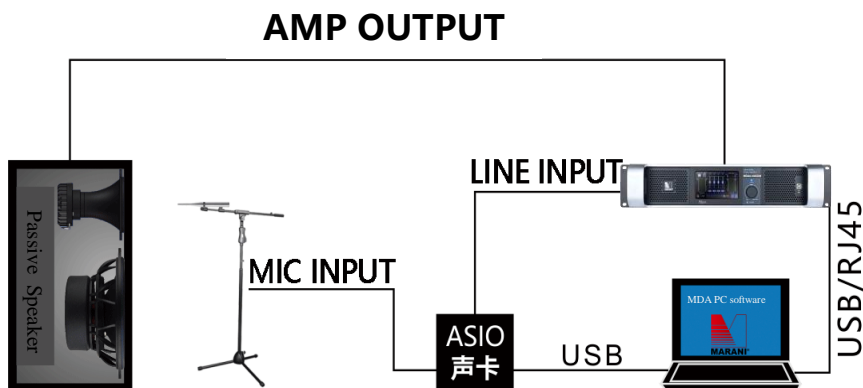 AMP OUTPUT
LINE INPUT
Passive Speaker
MIC INPUT
USB/RJ45
MDA PC software
MARANI
ASIO
声卡
USB